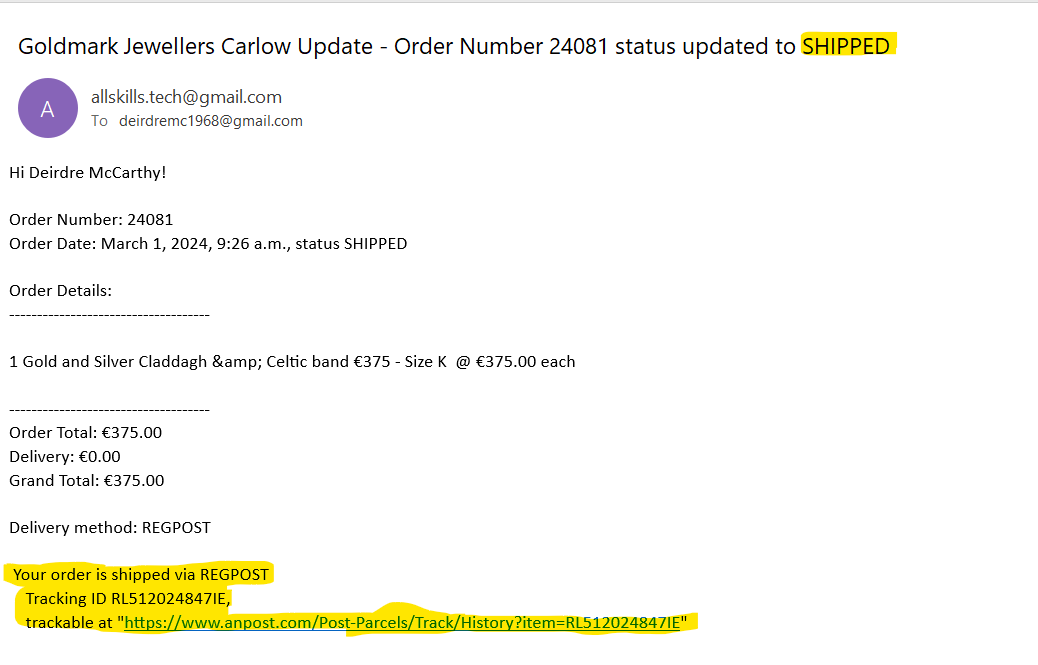 Goldmark Jewellers Carlow Update - Order Number 24081 status updated to SHIPPED
A
allskills.tech@gmail.com
To deirdremc1968@gmail.com
Hi Deirdre McCarthy!
Order Number: 24081
Order Date: March 1, 2024, 9:26 a.m., status SHIPPED
Order Details:
------------------------------------
1 Gold and Silver Claddagh &amp; Celtic band €375 - Size K  @ €375.00 each
------------------------------------
Order Total: €375.00
Delivery: €0.00
Grand Total: €375.00
Delivery method: REGPOST
Your order is shipped via REGPOST
Tracking ID RL512024847IE,
trackable at "https://www.anpost.com/Post-Parcels/Track/History?item=RL512024847IE"